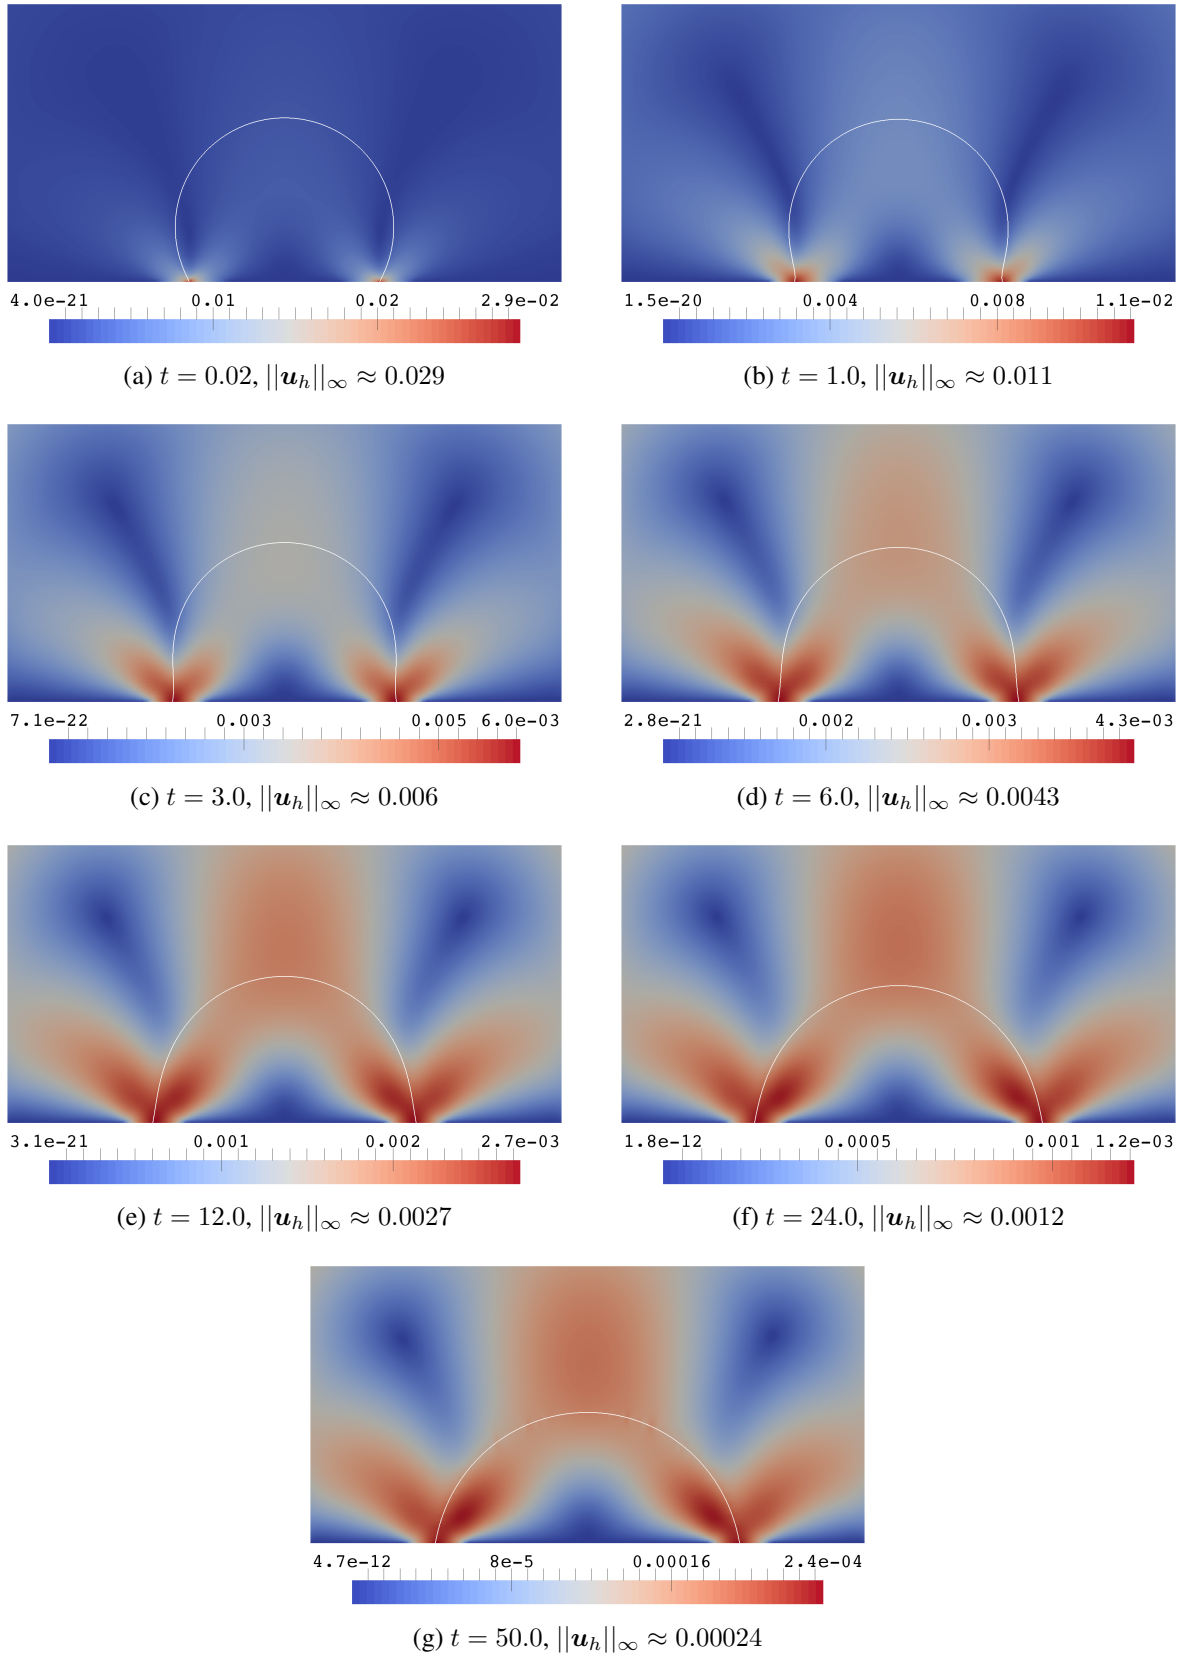 4.0e-21 0.01 0.02 2.9e-02
(a) t = 0.02, ||u_h||_∞ ≈ 0.029
1.5e-20 0.004 0.008 1.1e-02
(b) t = 1.0, ||u_h||_∞ ≈ 0.011
7.1e-22 0.003 0.005 6.0e-03
(c) t = 3.0, ||u_h||_∞ ≈ 0.006
2.8e-21 0.002 0.003 4.3e-03
(d) t = 6.0, ||u_h||_∞ ≈ 0.0043
3.1e-21 0.001 0.002 2.7e-03
(e) t = 12.0, ||u_h||_∞ ≈ 0.0027
1.8e-12 0.0005 0.001 1.2e-03
(f) t = 24.0, ||u_h||_∞ ≈ 0.0012
4.7e-12 8e-5 0.00016 2.4e-04
(g) t = 50.0, ||u_h||_∞ ≈ 0.00024